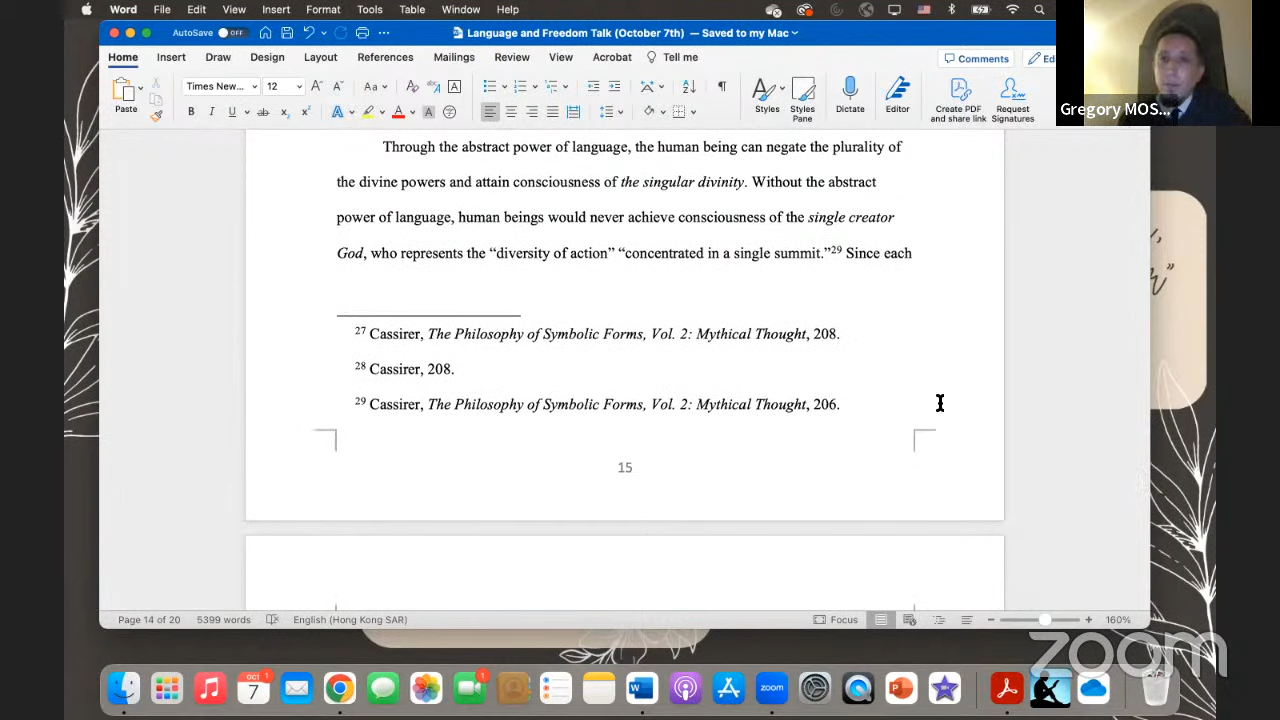 Word File Edit View Insert Format Tools Table Window Help
AutoSave OFF Language and Freedom Talk (October 7th) — Saved to my Mac
Home Insert Draw Design Layout References Mailings Review View Acrobat Tell me Comments
Paste Times New... 12 Aa Styles Styles Pane Dictate Editor Create PDF and share link Request Signatures
Gregory MOS...
Through the abstract power of language, the human being can negate the plurality of
the divine powers and attain consciousness of the singular divinity. Without the abstract
power of language, human beings would never achieve consciousness of the single creator
God, who represents the “diversity of action” “concentrated in a single summit.”29 Since each
27 Cassirer, The Philosophy of Symbolic Forms, Vol. 2: Mythical Thought, 208.
28 Cassirer, 208.
29 Cassirer, The Philosophy of Symbolic Forms, Vol. 2: Mythical Thought, 206.
15
Page 14 of 20 5399 words English (Hong Kong SAR) Focus 160%
zoom
OCT 7 1 1 zoom